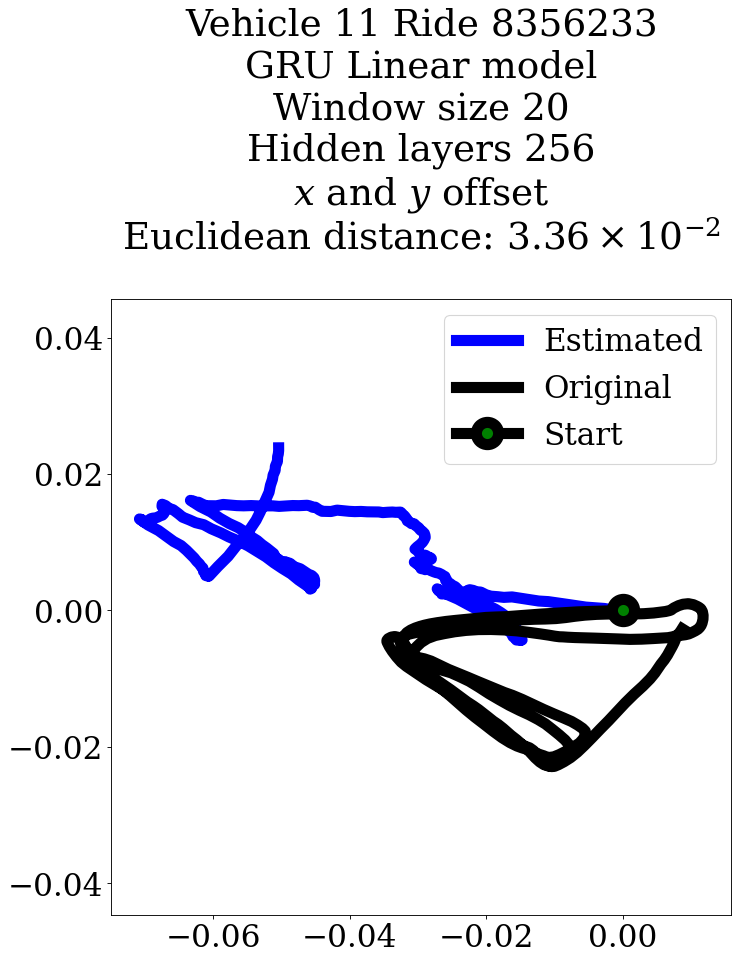 Vehicle 11 Ride 8356233
GRU Linear model
Window size 20
Hidden layers 256
x and y offset
Euclidean distance: 3.36 × 10⁻²
Estimated
Original
Start
0.04
0.02
0.00
−0.02
−0.04
−0.06
−0.04
−0.02
0.00